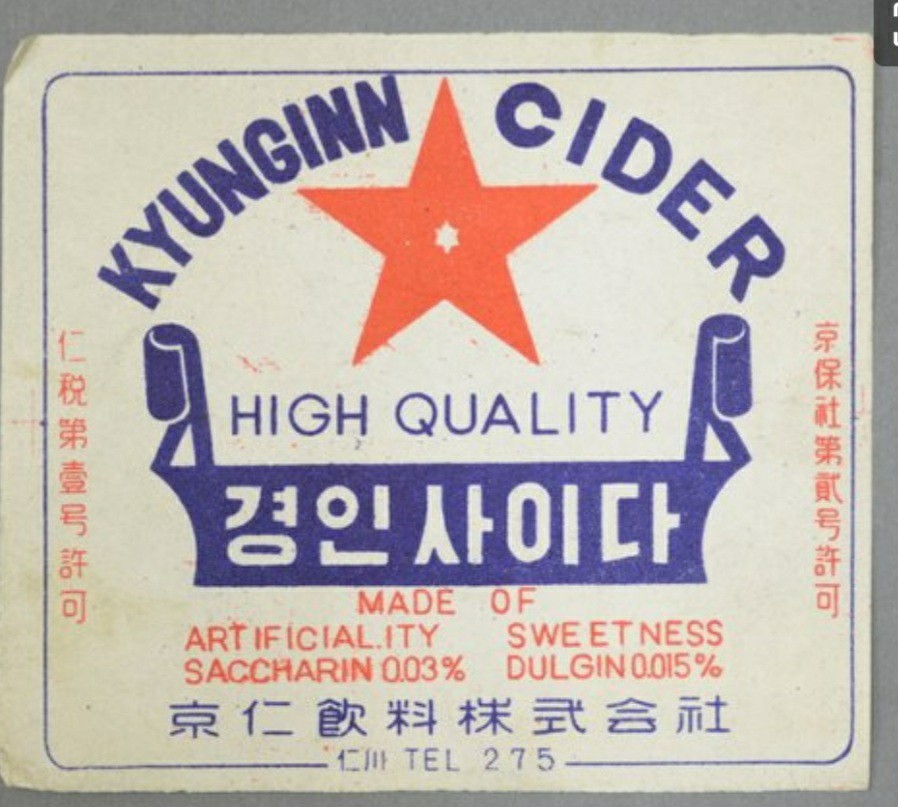 KYUNGINN CIDER
HIGH QUALITY
경인사이다
仁税第壹号許可
京保社第貳号許可
MADE OF
ARTIFICIAL.ITY SWEETNESS
SACCHARIN 0.03% DULGIN 0.015%
京仁飮料株式会社
仁川 TEL 275